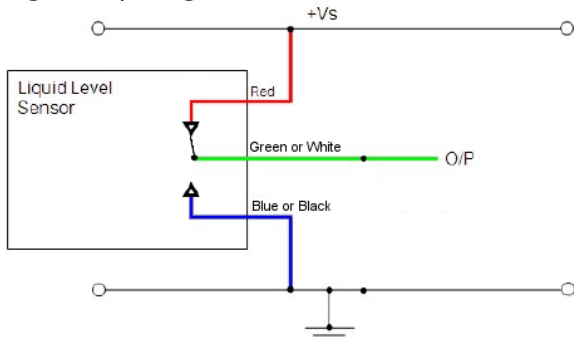 +Vs
Liquid Level
Sensor
Red
Green or White
O/P
Blue or Black